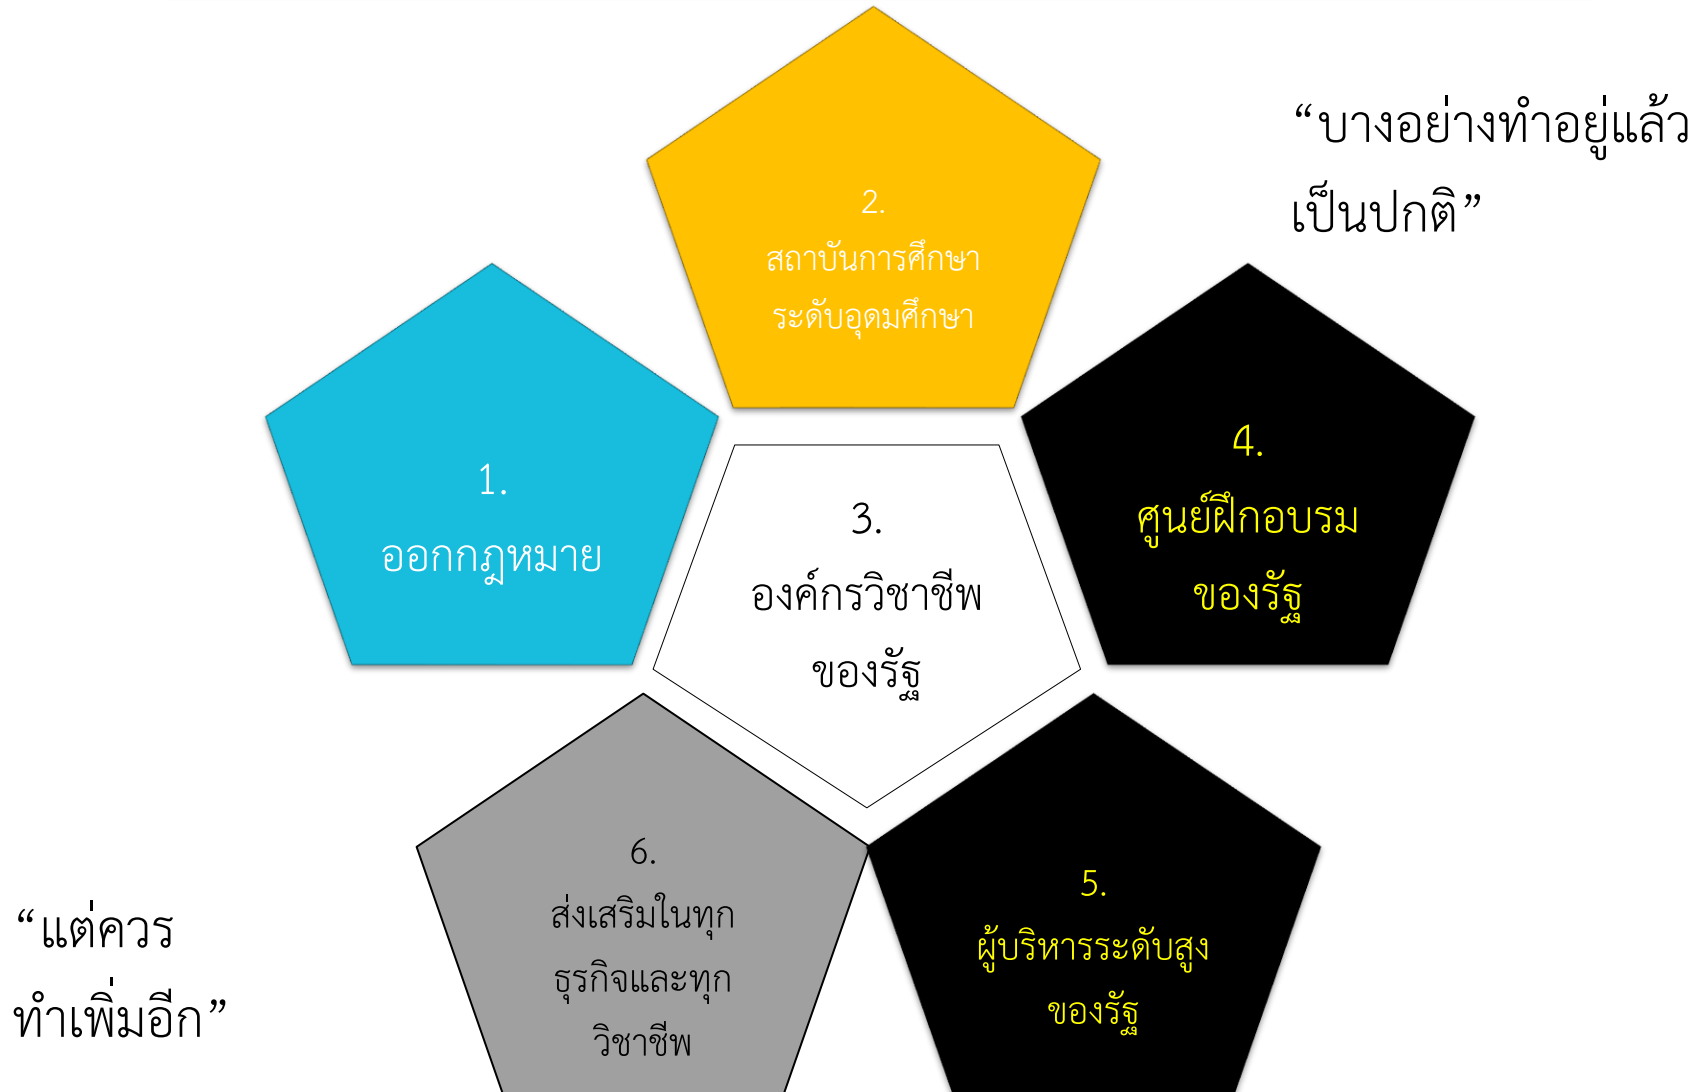 “บางอย่างทำอยู่แล้ว
เป็นปกติ”
1.
ออกกฎหมาย
2.
สถาบันการศึกษา
ระดับอุดมศึกษา
3.
องค์กรวิชาชีพ
ของรัฐ
4.
ศูนย์ฝึกอบรม
ของรัฐ
5.
ผู้บริหารระดับสูง
ของรัฐ
6.
ส่งเสริมในทุก
ธุรกิจและทุก
วิชาชีพ
“แต่ควร
ทำเพิ่มอีก”